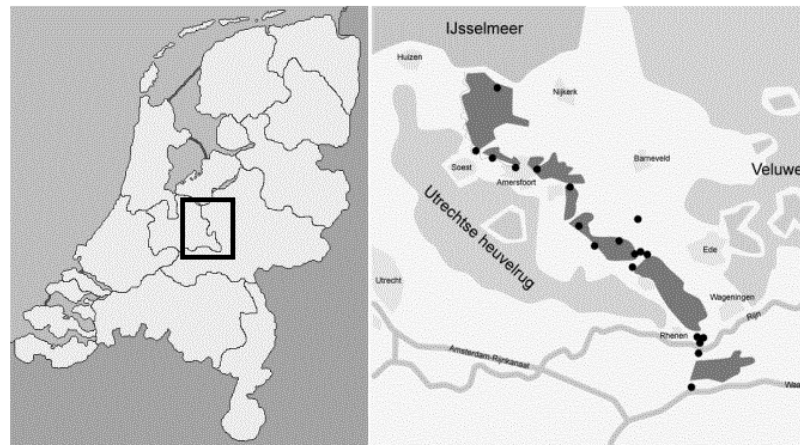 IJsselmeer
Huizen
Nijkerk
Soest
Amersfoort
Barneveld
Veluwe
Utrechtse heuvelrug
Utrecht
Ede
Wageningen
Rijn
Rhenen
Amsterdam-Rijnkanaal
Waa